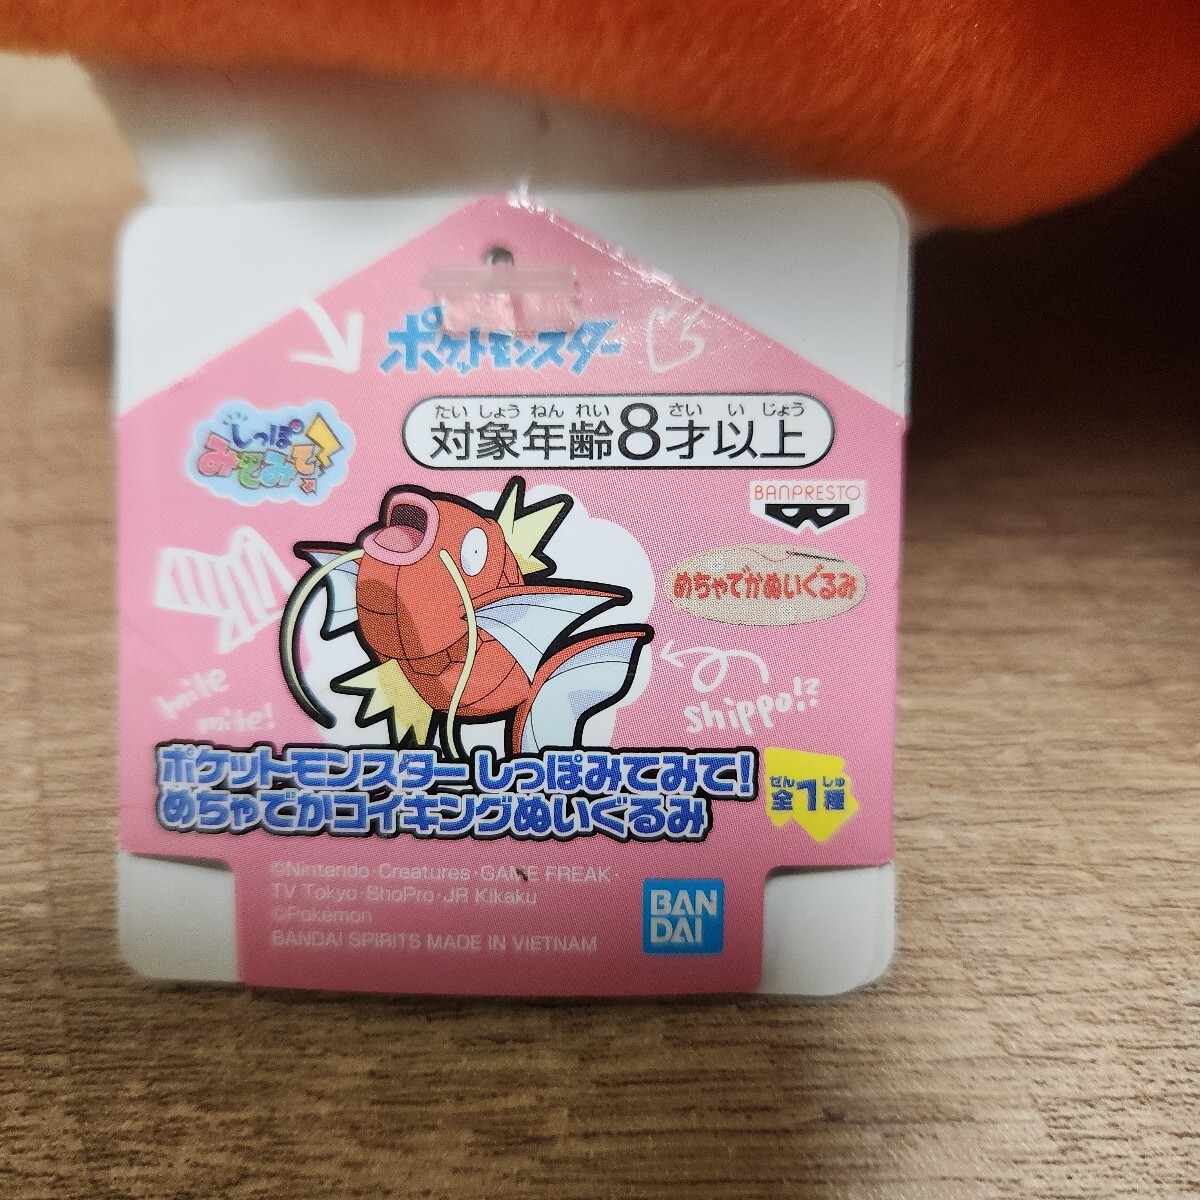 ポケットモンスター
しっぽ
みてみて！
たい しょう ねん れい さい い じょう
対象年齢8才以上
BANPRESTO
めちゃでかぬいぐるみ
mite
mite!
shippo!?
ポケットモンスター しっぽみてみて！
めちゃでかコイキングぬいぐるみ
ぜん しゅ
全1種
©Nintendo・Creatures・GAME FREAK・
TV Tokyo・ShoPro・JR Kikaku
©Pokémon
BANDAI SPIRITS MADE IN VIETNAM
BAN
DAI